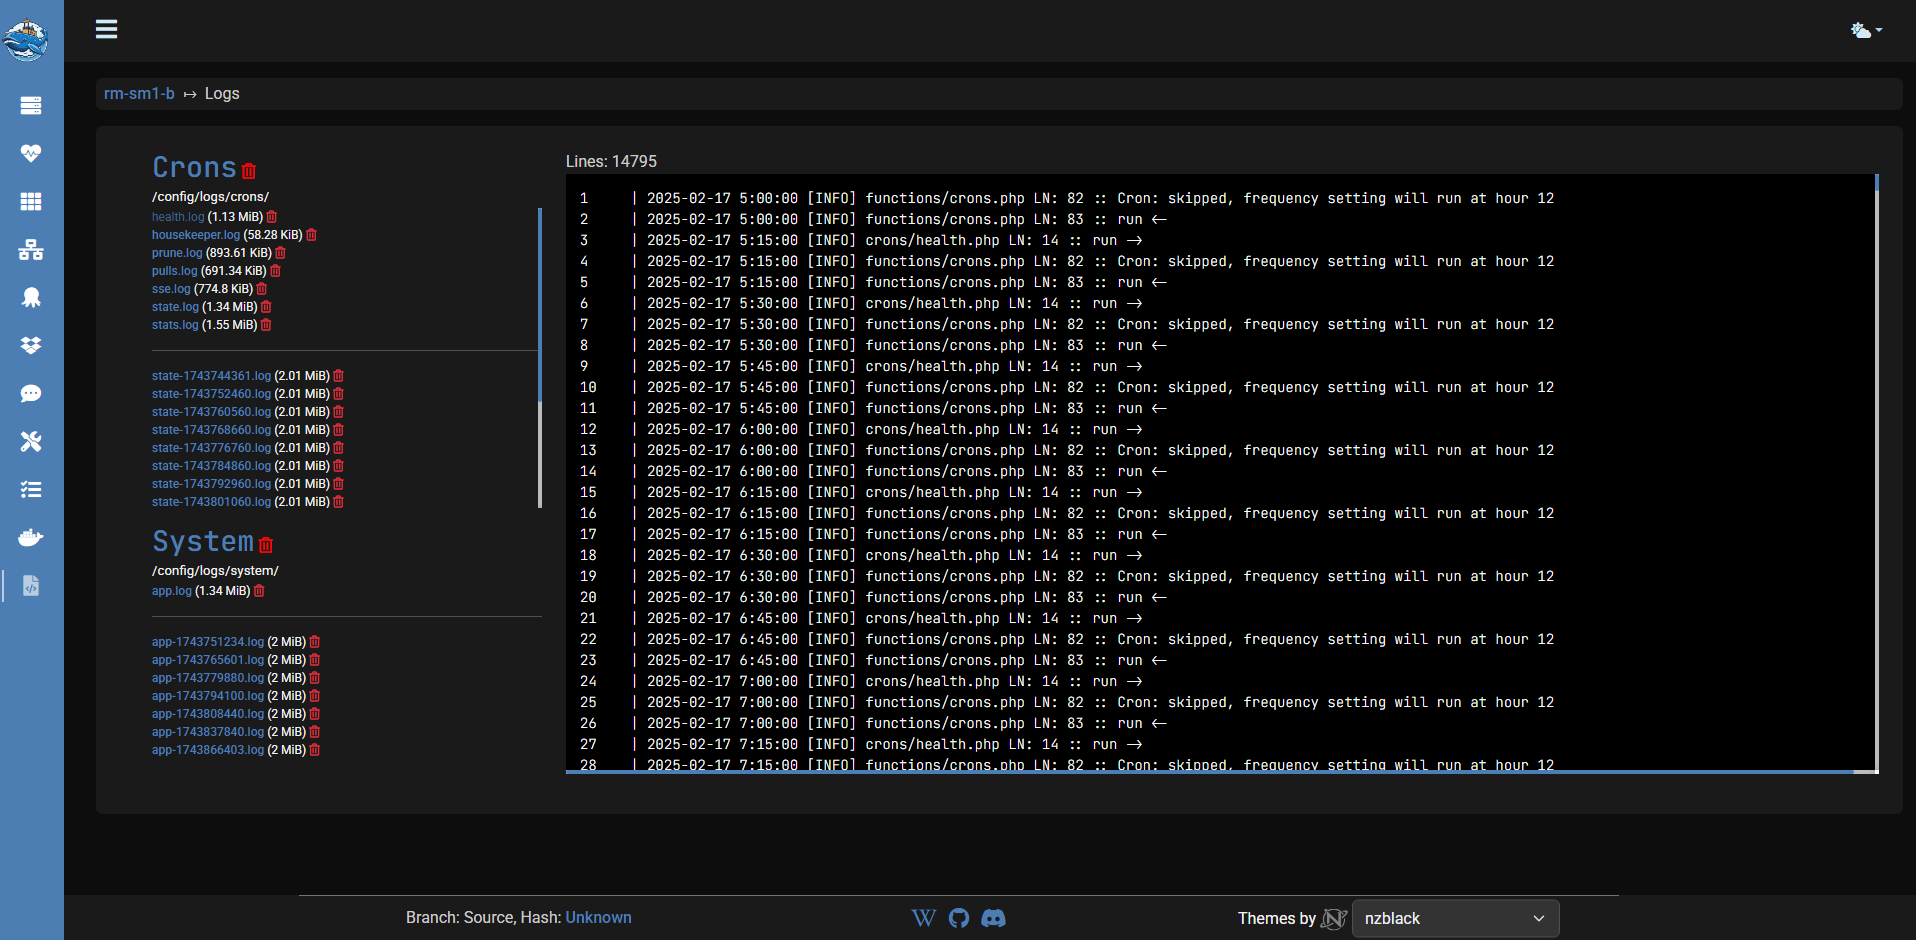 rm-sm1-b ↦ Logs
Crons
/config/logs/crons/
health.log (1.13 MiB)
housekeeper.log (58.28 KiB)
prune.log (893.61 KiB)
pulls.log (691.34 KiB)
sse.log (774.8 KiB)
state.log (1.34 MiB)
stats.log (1.55 MiB)
state-1743744361.log (2.01 MiB)
state-1743752460.log (2.01 MiB)
state-1743760560.log (2.01 MiB)
state-1743768660.log (2.01 MiB)
state-1743776760.log (2.01 MiB)
state-1743784860.log (2.01 MiB)
state-1743792960.log (2.01 MiB)
state-1743801060.log (2.01 MiB)
System
/config/logs/system/
app.log (1.34 MiB)
app-1743751234.log (2 MiB)
app-1743765601.log (2 MiB)
app-1743779880.log (2 MiB)
app-1743794100.log (2 MiB)
app-1743808440.log (2 MiB)
app-1743837840.log (2 MiB)
app-1743866403.log (2 MiB)
Lines: 14795
1 | 2025-02-17 5:00:00 [INFO] functions/crons.php LN: 82 :: Cron: skipped, frequency setting will run at hour 12
2 | 2025-02-17 5:00:00 [INFO] functions/crons.php LN: 83 :: run <-
3 | 2025-02-17 5:15:00 [INFO] crons/health.php LN: 14 :: run ->
4 | 2025-02-17 5:15:00 [INFO] functions/crons.php LN: 82 :: Cron: skipped, frequency setting will run at hour 12
5 | 2025-02-17 5:15:00 [INFO] functions/crons.php LN: 83 :: run <-
6 | 2025-02-17 5:30:00 [INFO] crons/health.php LN: 14 :: run ->
7 | 2025-02-17 5:30:00 [INFO] functions/crons.php LN: 82 :: Cron: skipped, frequency setting will run at hour 12
8 | 2025-02-17 5:30:00 [INFO] functions/crons.php LN: 83 :: run <-
9 | 2025-02-17 5:45:00 [INFO] crons/health.php LN: 14 :: run ->
10 | 2025-02-17 5:45:00 [INFO] functions/crons.php LN: 82 :: Cron: skipped, frequency setting will run at hour 12
11 | 2025-02-17 5:45:00 [INFO] functions/crons.php LN: 83 :: run <-
12 | 2025-02-17 6:00:00 [INFO] crons/health.php LN: 14 :: run ->
13 | 2025-02-17 6:00:00 [INFO] functions/crons.php LN: 82 :: Cron: skipped, frequency setting will run at hour 12
14 | 2025-02-17 6:00:00 [INFO] functions/crons.php LN: 83 :: run <-
15 | 2025-02-17 6:15:00 [INFO] crons/health.php LN: 14 :: run ->
16 | 2025-02-17 6:15:00 [INFO] functions/crons.php LN: 82 :: Cron: skipped, frequency setting will run at hour 12
17 | 2025-02-17 6:15:00 [INFO] functions/crons.php LN: 83 :: run <-
18 | 2025-02-17 6:30:00 [INFO] crons/health.php LN: 14 :: run ->
19 | 2025-02-17 6:30:00 [INFO] functions/crons.php LN: 82 :: Cron: skipped, frequency setting will run at hour 12
20 | 2025-02-17 6:30:00 [INFO] functions/crons.php LN: 83 :: run <-
21 | 2025-02-17 6:45:00 [INFO] crons/health.php LN: 14 :: run ->
22 | 2025-02-17 6:45:00 [INFO] functions/crons.php LN: 82 :: Cron: skipped, frequency setting will run at hour 12
23 | 2025-02-17 6:45:00 [INFO] functions/crons.php LN: 83 :: run <-
24 | 2025-02-17 7:00:00 [INFO] crons/health.php LN: 14 :: run ->
25 | 2025-02-17 7:00:00 [INFO] functions/crons.php LN: 82 :: Cron: skipped, frequency setting will run at hour 12
26 | 2025-02-17 7:00:00 [INFO] functions/crons.php LN: 83 :: run <-
27 | 2025-02-17 7:15:00 [INFO] crons/health.php LN: 14 :: run ->
28 | 2025-02-17 7:15:00 [INFO] functions/crons.php LN: 82 :: Cron: skipped, frequency setting will run at hour 12
Branch: Source, Hash: Unknown
W
Themes by N nzblack